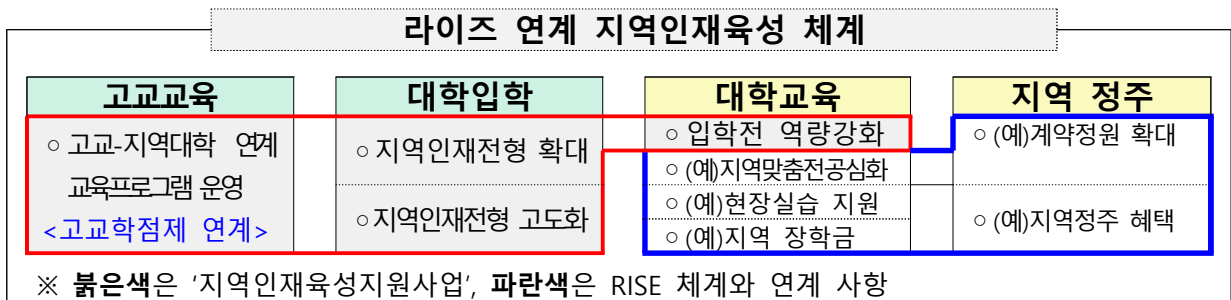 라이즈 연계 지역인재육성 체계
고교교육
○ 고교-지역대학 연계
교육프로그램 운영
<고교학점제 연계>
대학입학
○ 지역인재전형 확대
○ 지역인재전형 고도화
대학교육
○ 입학전 역량강화
○ (예)지역맞춤전공심화
○ (예)현장실습 지원
○ (예)지역 장학금
지역 정주
○ (예)계약정원 확대
○ (예)지역정주 혜택
※ 붉은색은 '지역인재육성지원사업', 파란색은 RISE 체계와 연계 사항